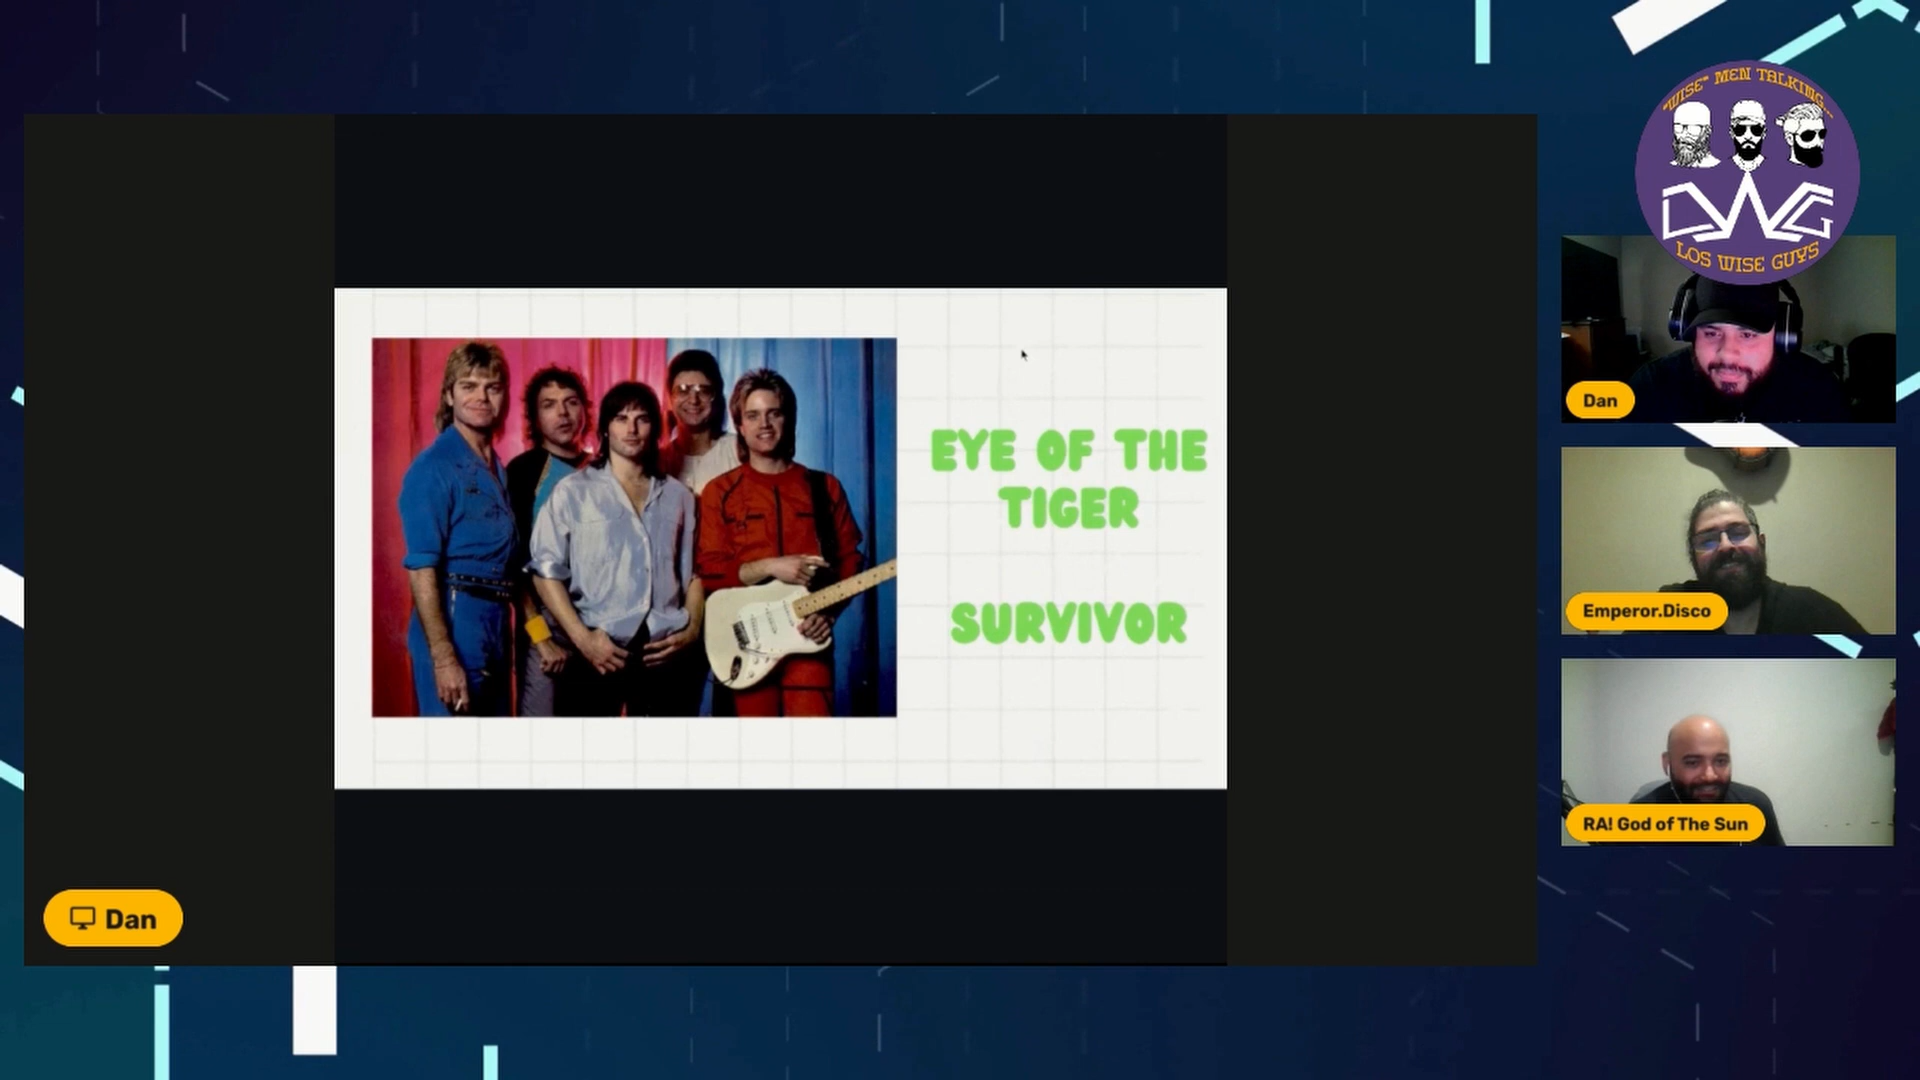 "WISE" MEN TALKING...
LWG
LOS WISE GUYS
EYE OF THE
TIGER
SURVIVOR
Dan
Emperor.Disco
RA! God of The Sun
Dan